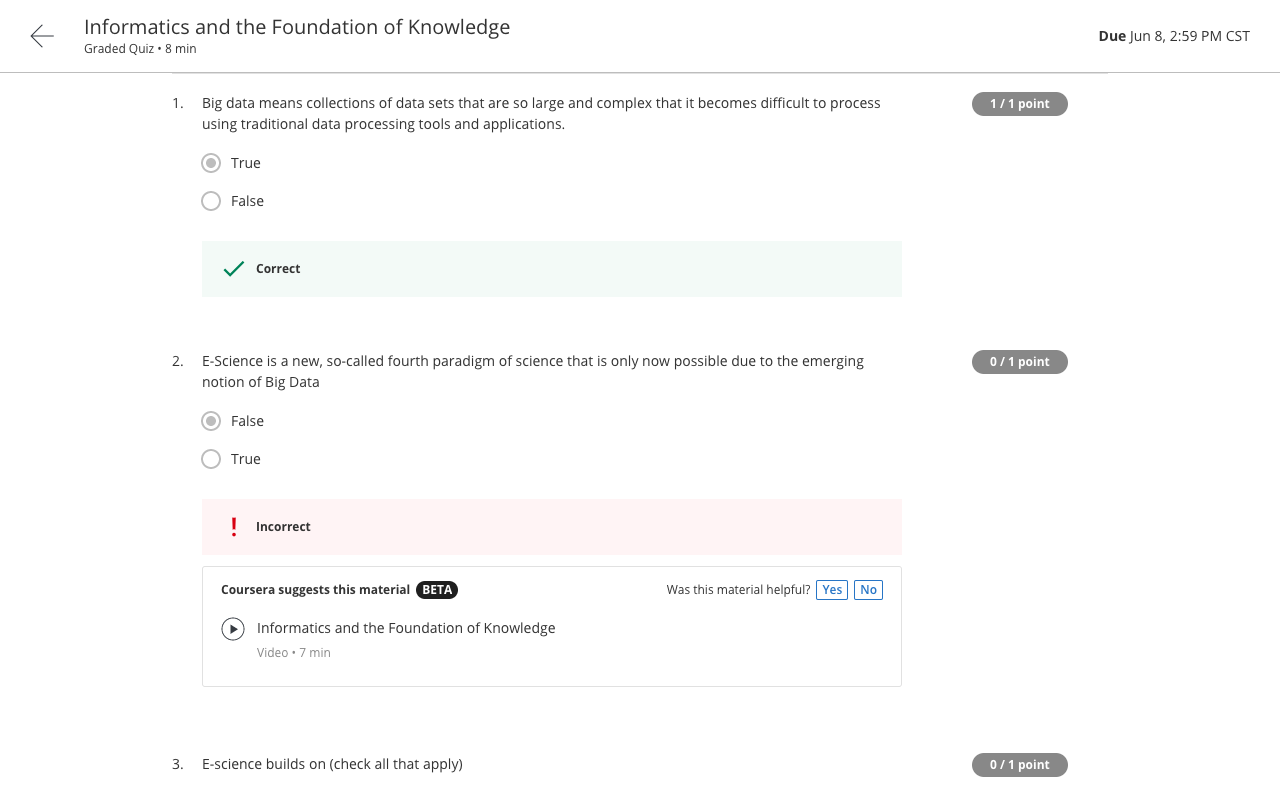 Informatics and the Foundation of Knowledge
Graded Quiz • 8 min
Due Jun 8, 2:59 PM CST
1. Big data means collections of data sets that are so large and complex that it becomes difficult to process
using traditional data processing tools and applications.
1 / 1 point
True
False
Correct
2. E-Science is a new, so-called fourth paradigm of science that is only now possible due to the emerging
notion of Big Data
0 / 1 point
False
True
Incorrect
Coursera suggests this material BETA
Was this material helpful? Yes No
Informatics and the Foundation of Knowledge
Video • 7 min
3. E-science builds on (check all that apply)
0 / 1 point